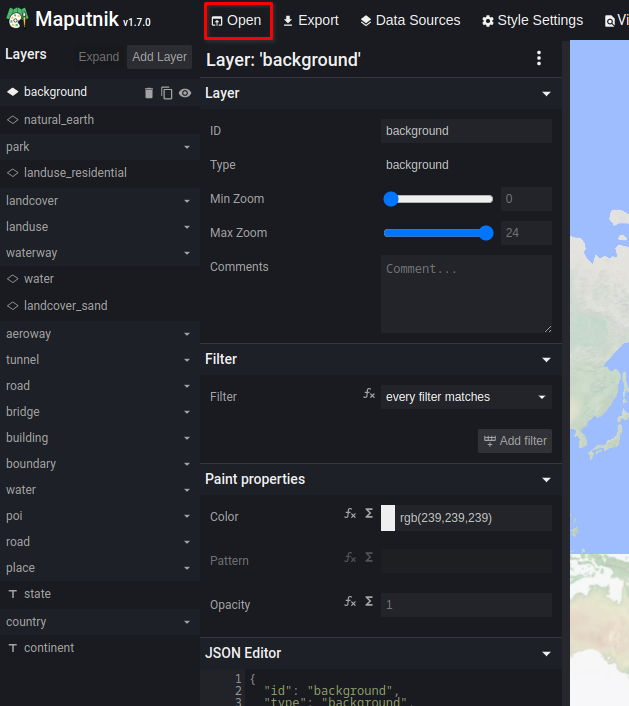 Maputnik v1.7.0
Open
Export
Data Sources
Style Settings
Vi
Layers
Expand
Add Layer
background
natural_earth
park
landuse_residential
landcover
landuse
waterway
water
landcover_sand
aeroway
tunnel
road
bridge
building
boundary
water
poi
road
place
state
country
continent
Layer: 'background'
Layer
ID
background
Type
background
Min Zoom
0
Max Zoom
24
Comments
Comment...
Filter
Filter
every filter matches
Add filter
Paint properties
Color
rgb(239,239,239)
Pattern
Opacity
1
JSON Editor
1 {
2 "id": "background",
3 "type": "background",